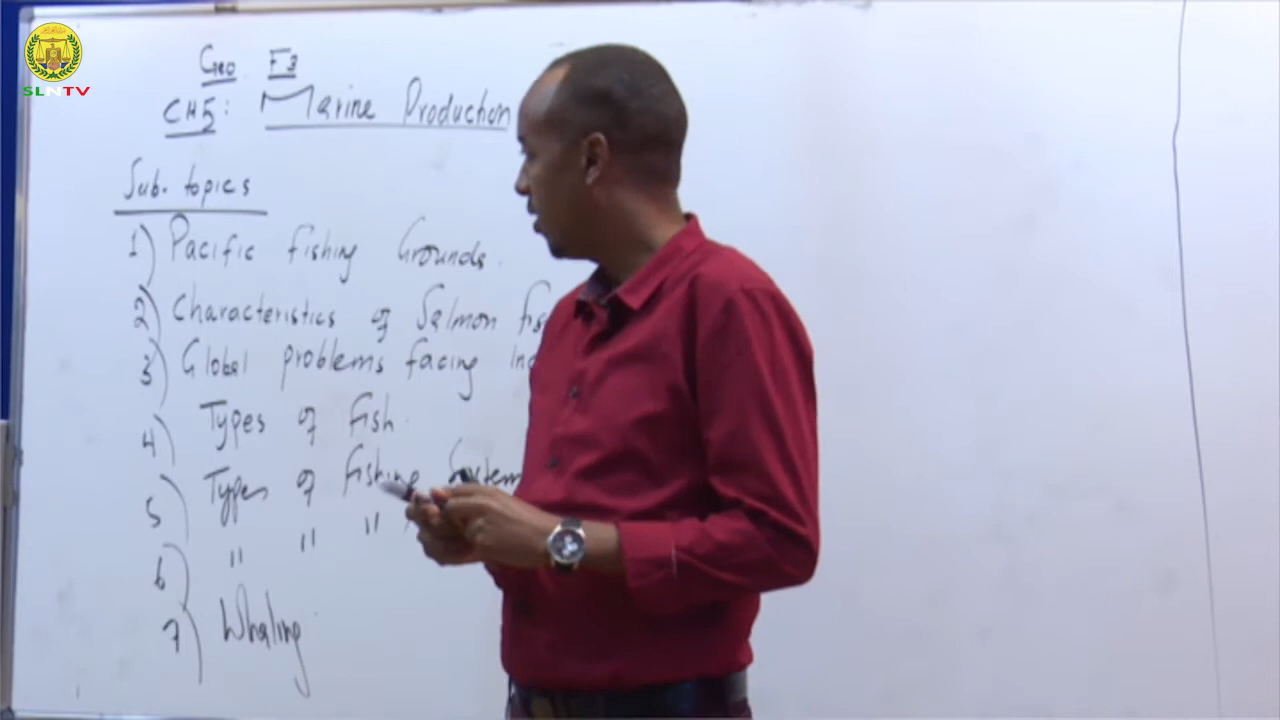 SLNTV
Geo F3
CH5: Marine Production
Sub. topics
1) Pacific fishing Grounds.
2) Characteristics of Salmon
3) Global problems facing
4) Types of Fish.
5) Types of fishing System
6) " " "
7) Whaling